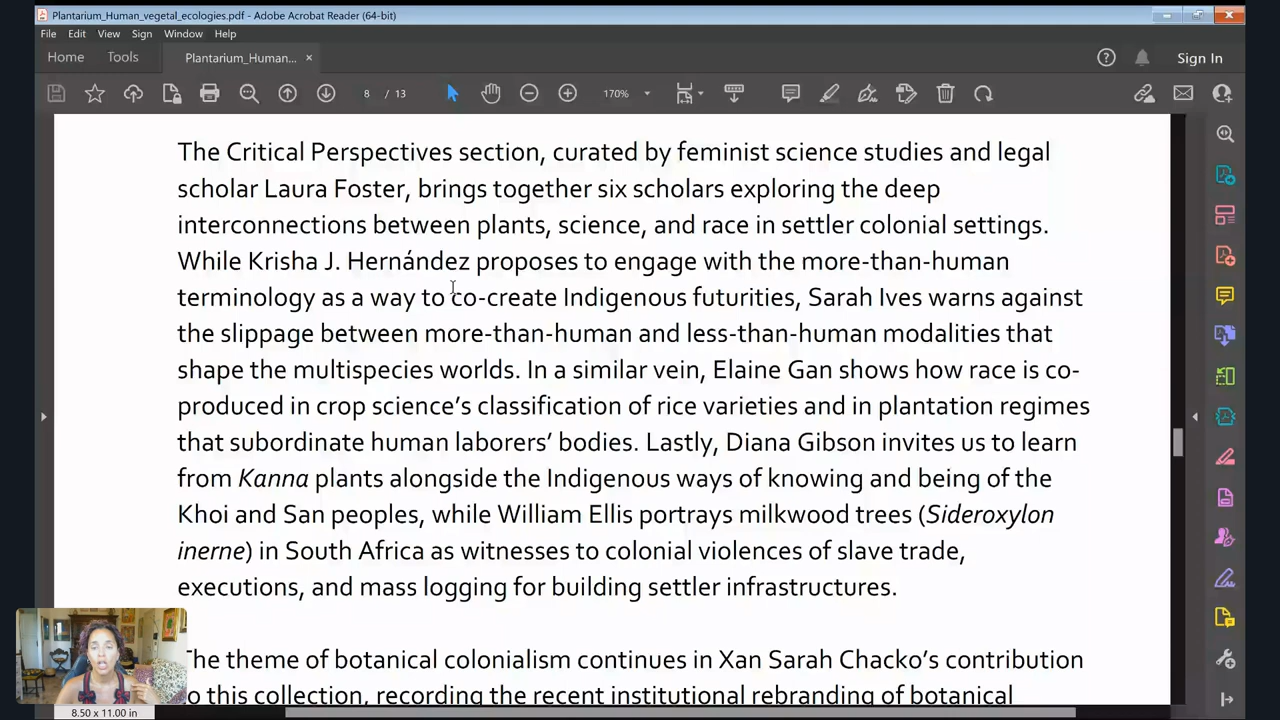 Plantarium_Human_vegetal_ecologies.pdf - Adobe Acrobat Reader (64-bit)
File Edit View Sign Window Help
Home Tools Plantarium_Human... × Sign In
8 / 13 170%
The Critical Perspectives section, curated by feminist science studies and legal
scholar Laura Foster, brings together six scholars exploring the deep
interconnections between plants, science, and race in settler colonial settings.
While Krisha J. Hernández proposes to engage with the more-than-human
terminology as a way to co-create Indigenous futurities, Sarah Ives warns against
the slippage between more-than-human and less-than-human modalities that
shape the multispecies worlds. In a similar vein, Elaine Gan shows how race is co-
produced in crop science’s classification of rice varieties and in plantation regimes
that subordinate human laborers’ bodies. Lastly, Diana Gibson invites us to learn
from Kanna plants alongside the Indigenous ways of knowing and being of the
Khoi and San peoples, while William Ellis portrays milkwood trees (Sideroxylon
inerne) in South Africa as witnesses to colonial violences of slave trade,
executions, and mass logging for building settler infrastructures.
The theme of botanical colonialism continues in Xan Sarah Chacko’s contribution
to this collection, recording the recent institutional rebranding of botanical
8.50 x 11.00 in